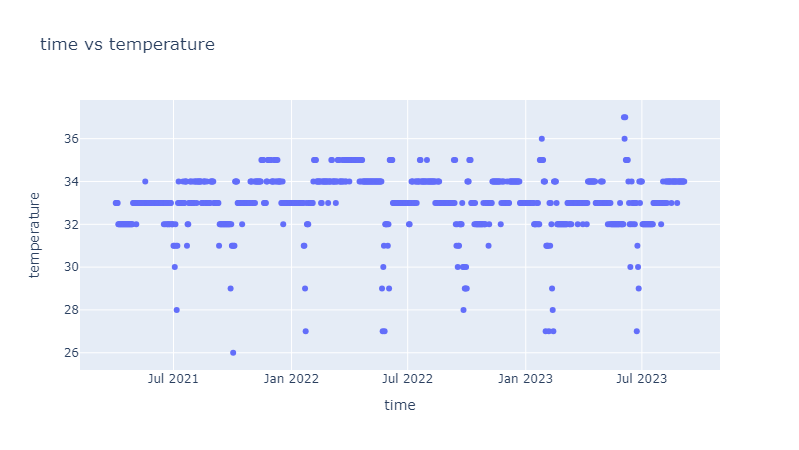 time vs temperature
36
34
32
30
28
26
temperature
Jul 2021
Jan 2022
Jul 2022
Jan 2023
Jul 2023
time